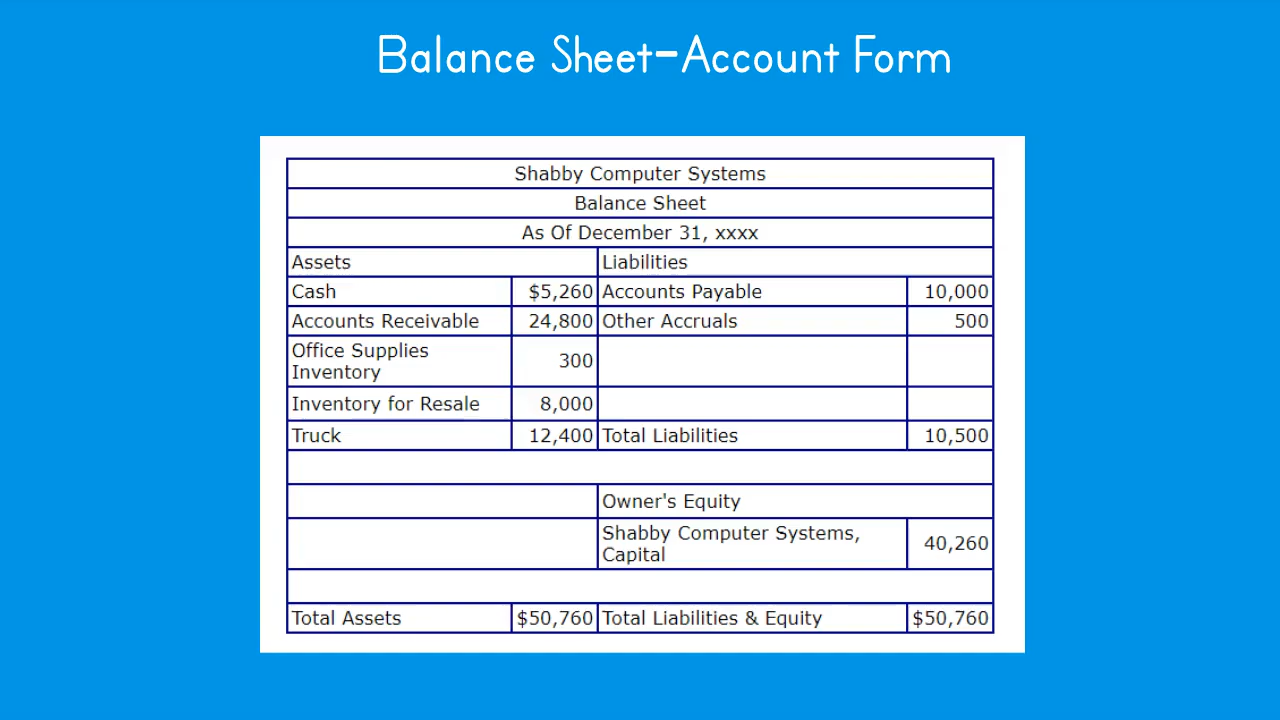 Balance Sheet-Account Form
Shabby Computer Systems
Balance Sheet
As Of December 31, xxxx
Assets Liabilities
Cash $5,260 Accounts Payable 10,000
Accounts Receivable 24,800 Other Accruals 500
Office Supplies
Inventory 300
Inventory for Resale 8,000
Truck 12,400 Total Liabilities 10,500
Owner's Equity
Shabby Computer Systems,
Capital 40,260
Total Assets $50,760 Total Liabilities & Equity $50,760